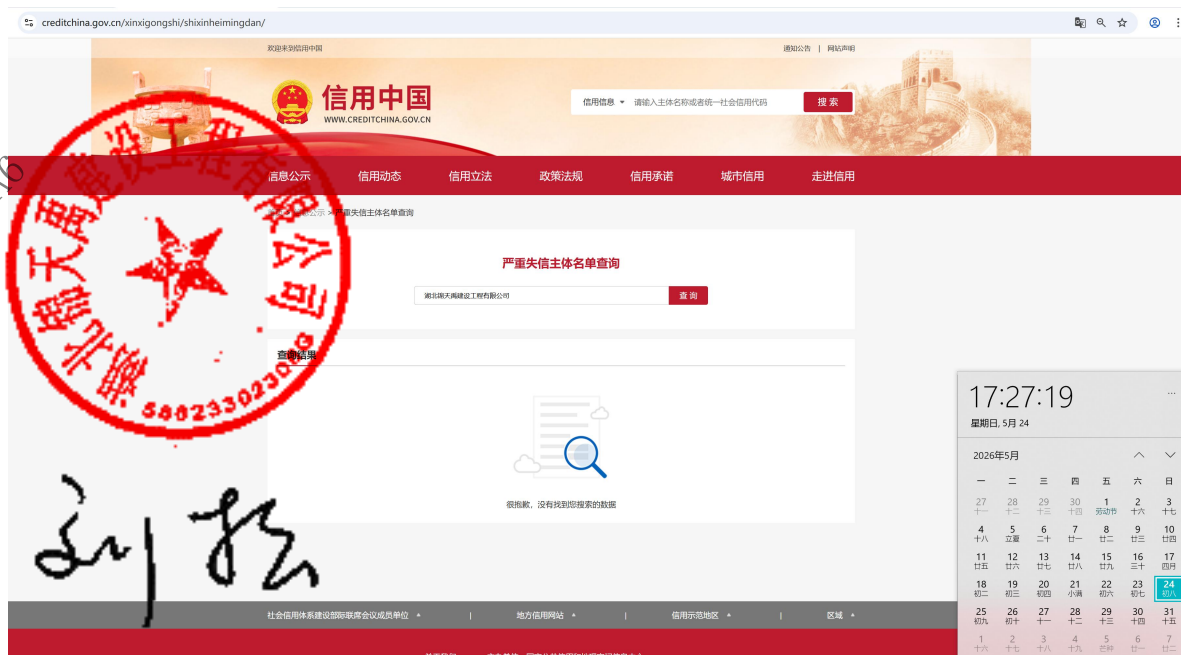 creditchina.gov.cn/xinxigongshi/shixinheimingdan/
欢迎来到信用中国
通知公告 | 网站声明
信用中国
WWW.CREDITCHINA.GOV.CN
信用信息 请输入主体名称或者统一社会信用代码 搜索
信息公示 信用动态 信用立法 政策法规 信用承诺 城市信用 走进信用
公示 > 严重失信主体名单查询
严重失信主体名单查询
湖北楚天禹建设工程有限公司 查询
查询结果
很抱歉，没有找到您搜索的数据
天禹建设工程有限公司
17:27:19
星期日, 5月 24
2026年5月
一 二 三 四 五 六 日
27 28 29 30 1 2 3
十一 十二 十三 十四 劳动节 十六 十七
4 5 6 7 8 9 10
十八 立夏 二十 廿一 廿二 廿三 廿四
11 12 13 14 15 16 17
廿五 廿六 廿七 廿八 廿九 三十 四月
18 19 20 21 22 23 24
初二 初三 初四 小满 初六 初七 初八
25 26 27 28 29 30 31
初九 初十 十一 十二 十三 十四 十五
1 2 3 4 5 6 7
十六 十七 十八 十九 芒种 廿一 廿二
社会信用体系建设部际联席会议成员单位 | 地方信用网站 | 信用示范地区 | 区域